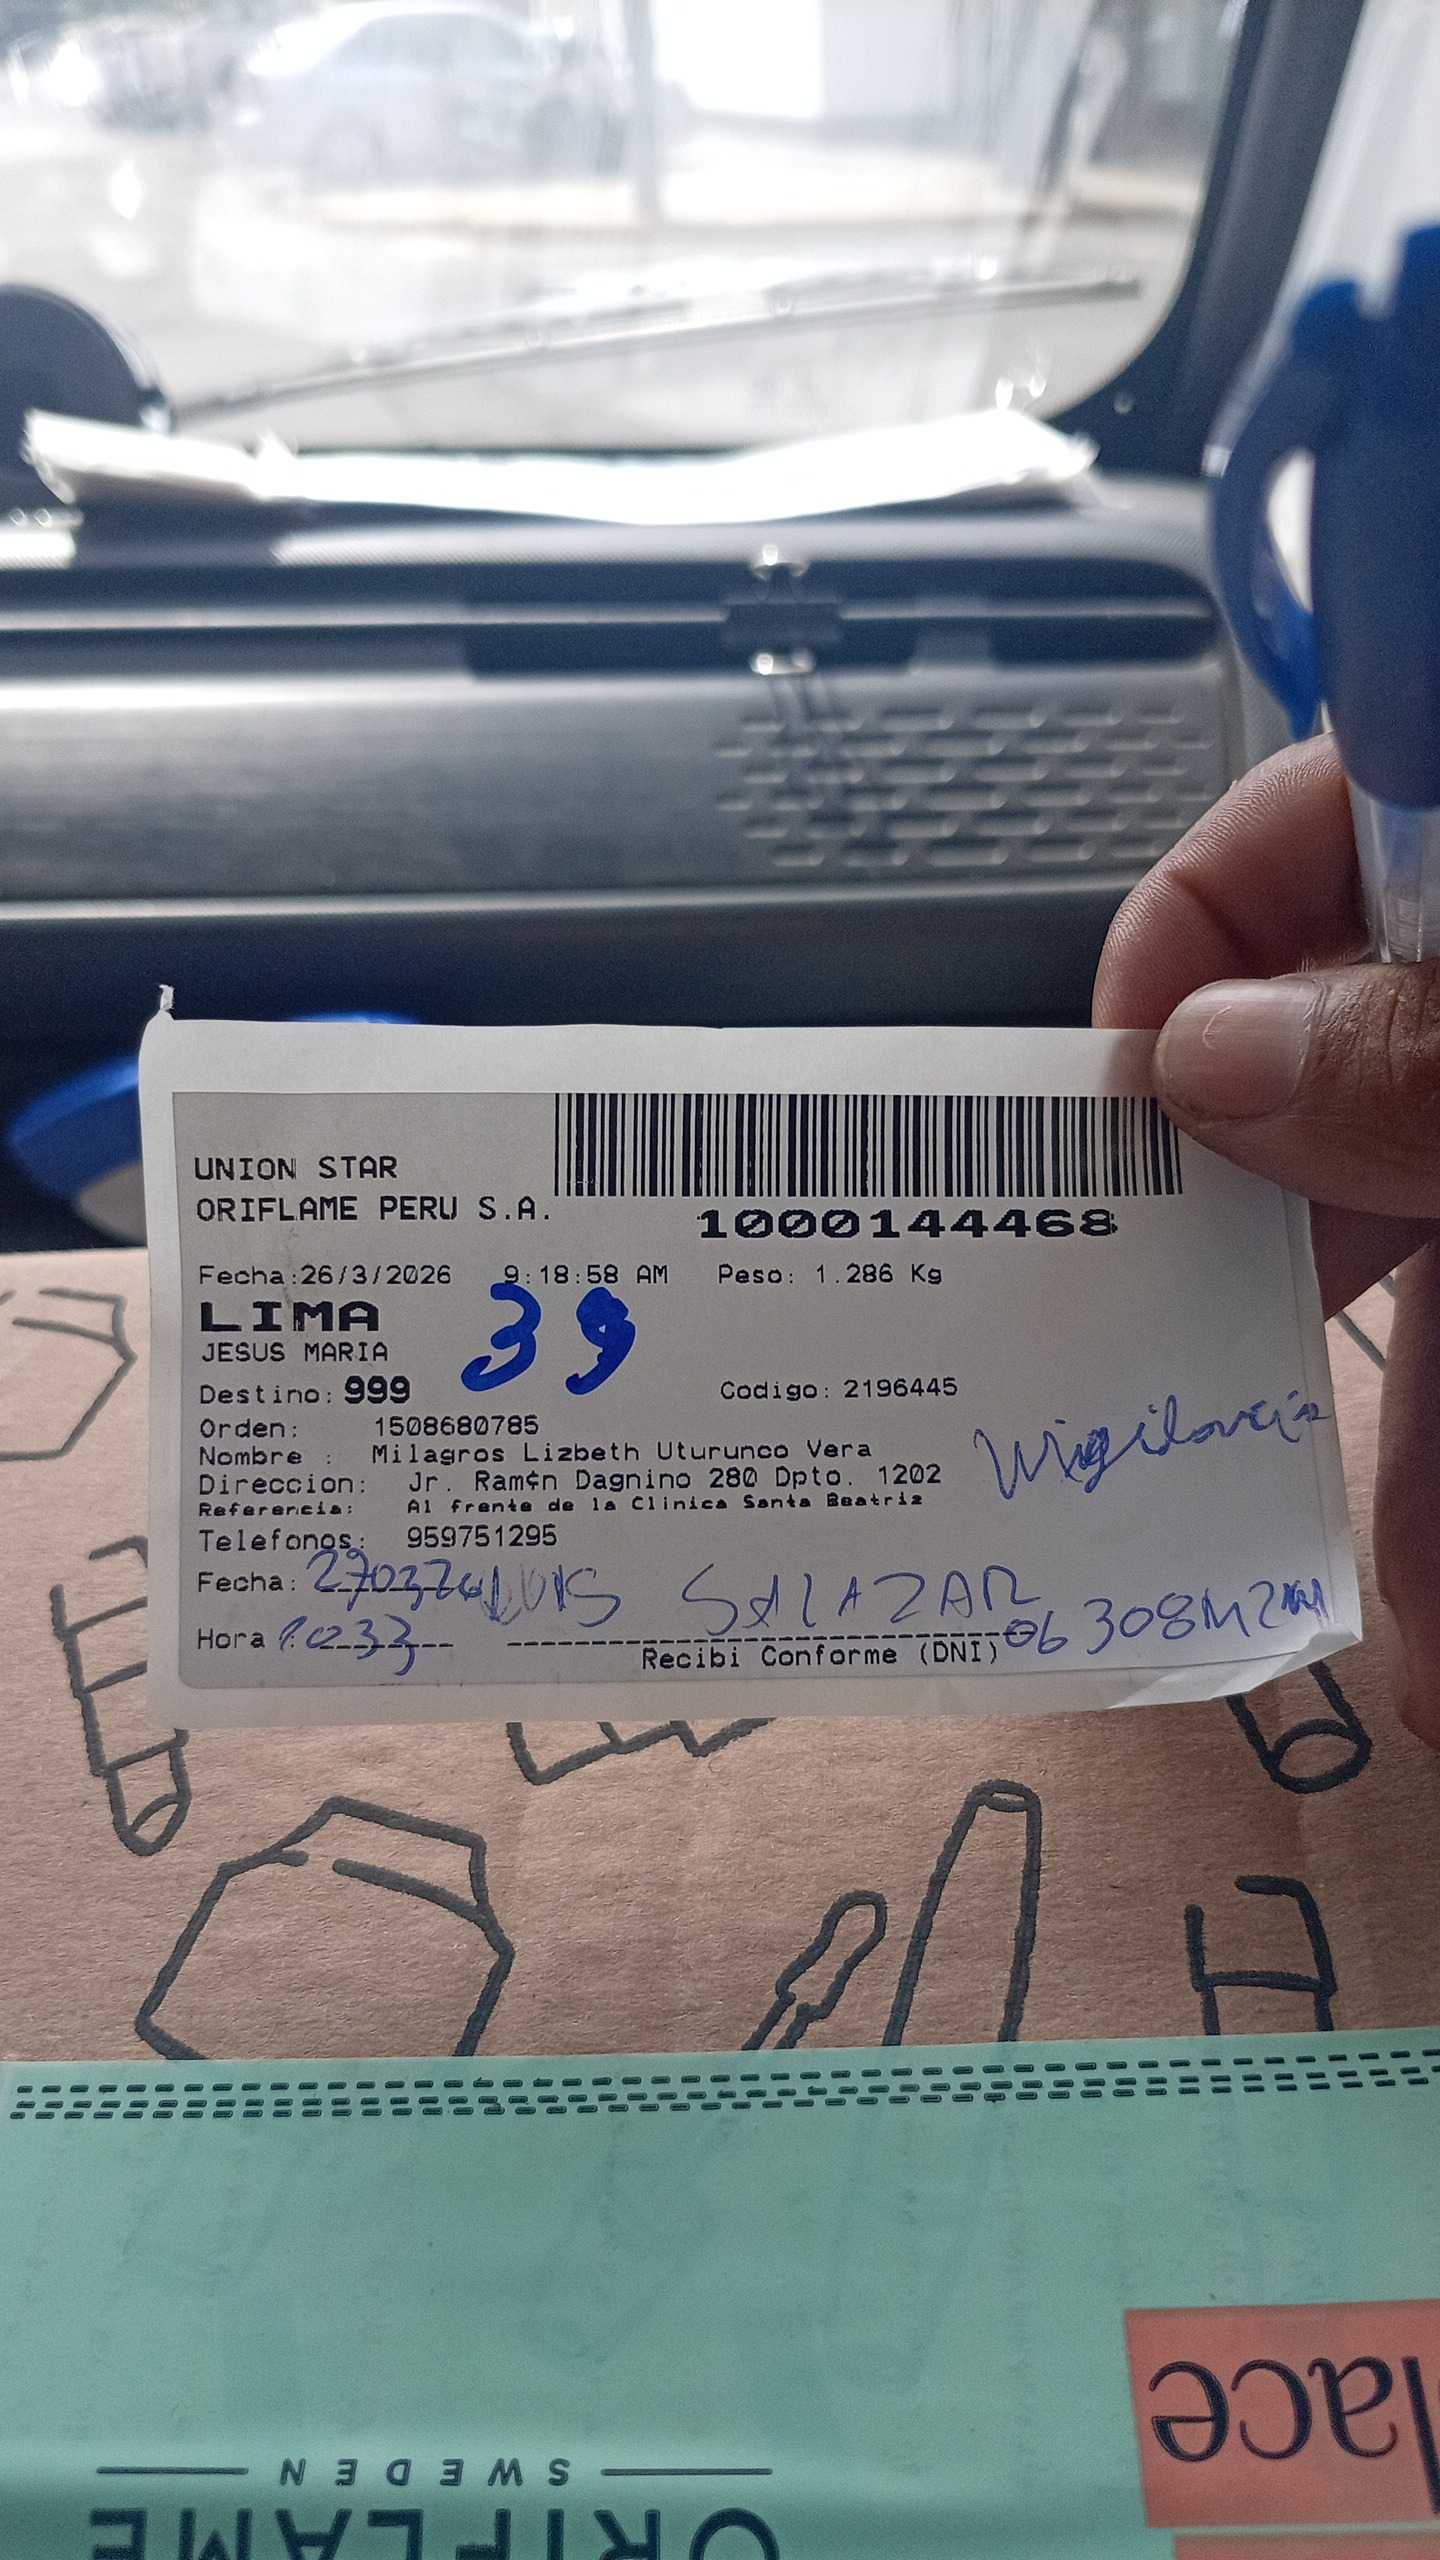 UNION STAR
ORIFLAME PERU S.A.
1000144468
Fecha:26/3/2026 9:18:58 AM Peso: 1.286 Kg
LIMA
39
JESUS MARIA
Destino: 999 Codigo: 2196445
Orden: 1508680785
Nombre : Milagros Lizbeth Uturunco Vera
Direccion: Jr. Ram¢n Dagnino 280 Dpto. 1202
Vigilancia
Referencia: Al frente de la Clinica Santa Beatriz
Telefonos: 959751295
Fecha: 270326 LUIS SALAZAR
Hora : 1033
Recibi Conforme (DNI)
lace
SWEDEN
ORIFLAME